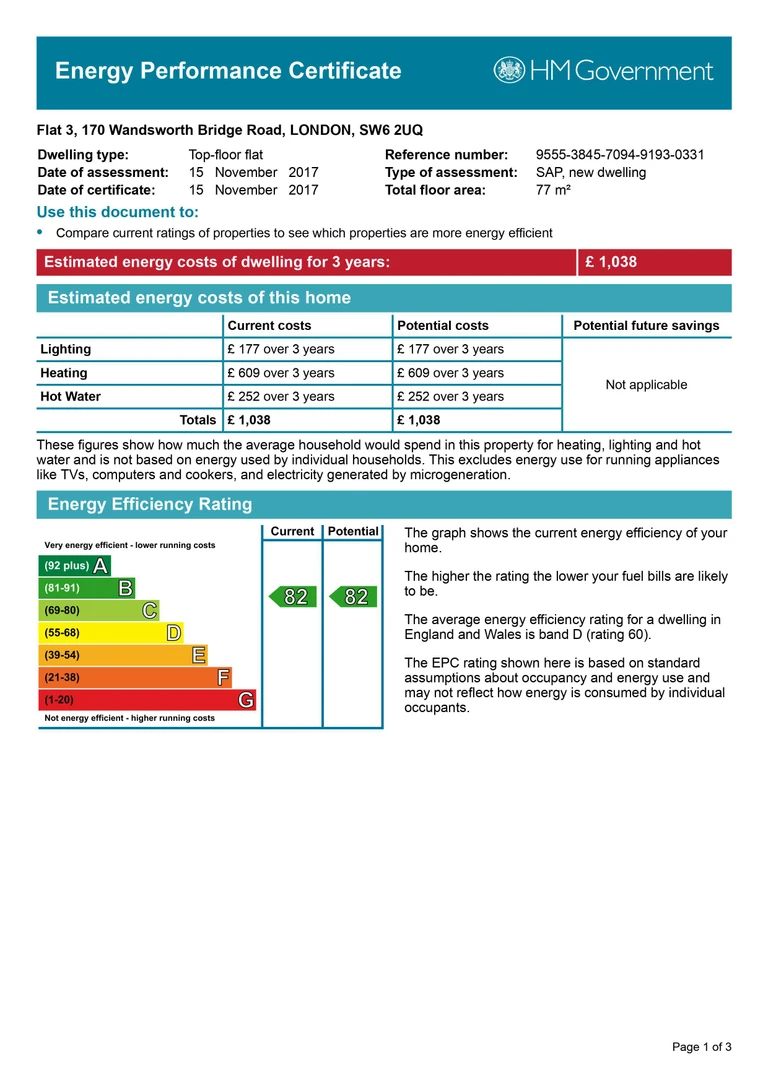 Energy Performance Certificate
HM Government
Flat 3, 170 Wandsworth Bridge Road, LONDON, SW6 2UQ
Dwelling type: Top-floor flat
Date of assessment: 15 November 2017
Date of certificate: 15 November 2017
Reference number: 9555-3845-7094-9193-0331
Type of assessment: SAP, new dwelling
Total floor area: 77 m²
Use this document to:
• Compare current ratings of properties to see which properties are more energy efficient
Estimated energy costs of dwelling for 3 years: £ 1,038
Estimated energy costs of this home
Current costs Potential costs Potential future savings
Lighting £ 177 over 3 years £ 177 over 3 years
Heating £ 609 over 3 years £ 609 over 3 years
Not applicable
Hot Water £ 252 over 3 years £ 252 over 3 years
Totals £ 1,038 £ 1,038
These figures show how much the average household would spend in this property for heating, lighting and hot
water and is not based on energy used by individual households. This excludes energy use for running appliances
like TVs, computers and cookers, and electricity generated by microgeneration.
Energy Efficiency Rating
Current Potential
Very energy efficient - lower running costs
(92 plus) A
(81-91) B
82 82
(69-80) C
(55-68) D
(39-54) E
(21-38) F
(1-20) G
Not energy efficient - higher running costs
The graph shows the current energy efficiency of your
home.
The higher the rating the lower your fuel bills are likely
to be.
The average energy efficiency rating for a dwelling in
England and Wales is band D (rating 60).
The EPC rating shown here is based on standard
assumptions about occupancy and energy use and
may not reflect how energy is consumed by individual
occupants.
Page 1 of 3